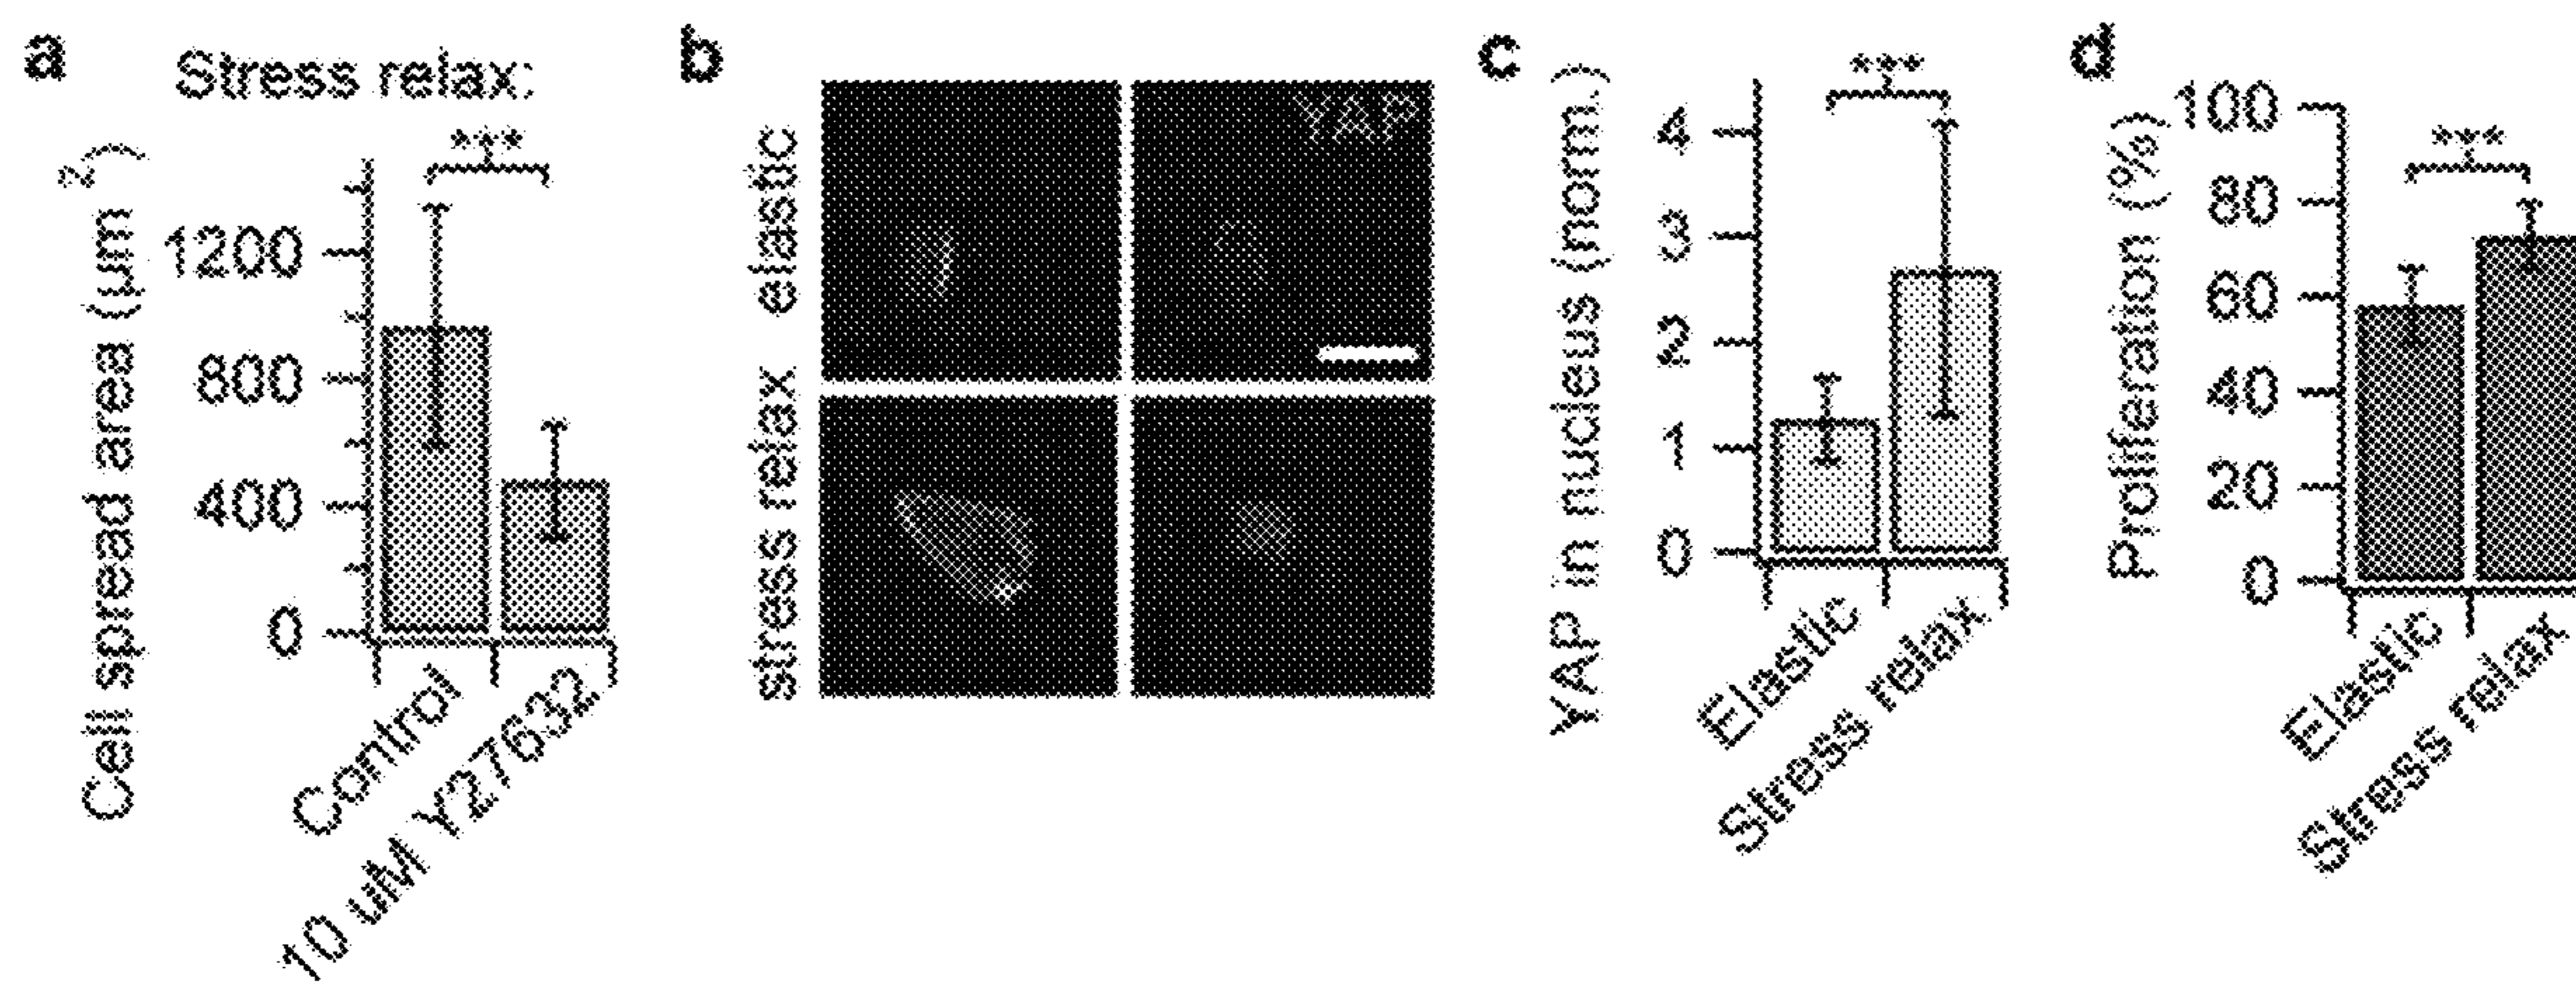 a
Stress relax:
***
Cell spread area (µm²)
1200
800
400
0
Control
10 uM Y27632
b
elastic
stress relax
YAP
c
***
YAP in nucleus (norm.)
4
3
2
1
0
Elastic
Stress relax
d
***
Proliferation (%)
100
80
60
40
20
0
Elastic
Stress relax